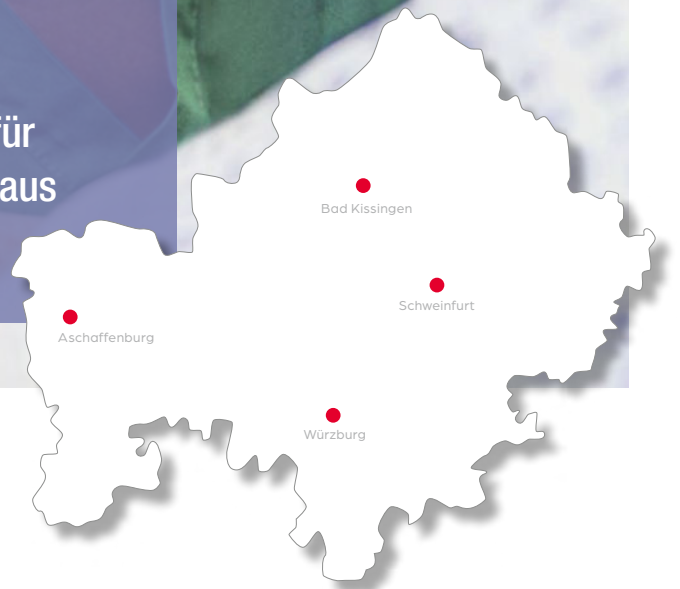 für
aus
Bad Kissingen
Schweinfurt
Aschaffenburg
Würzburg